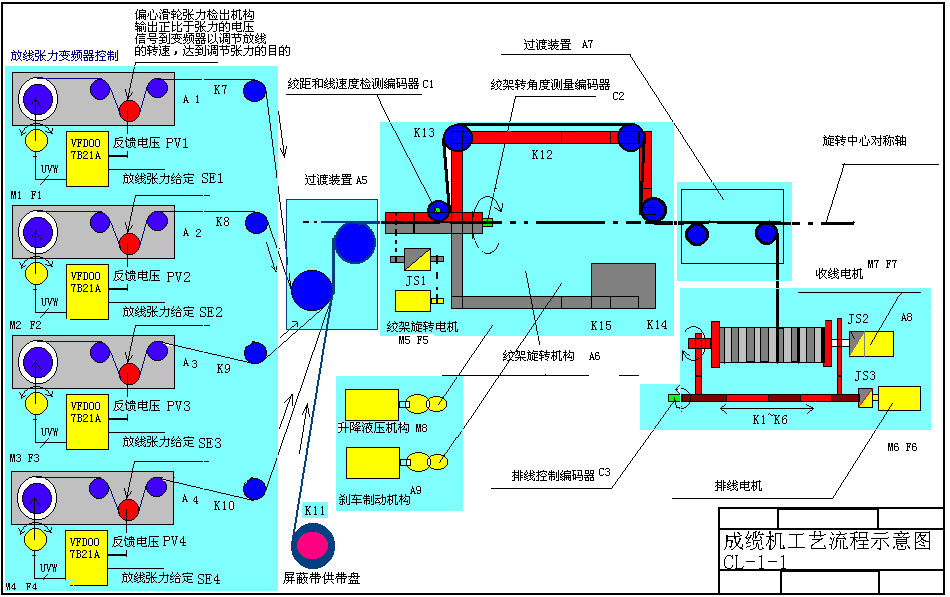 偏心滑轮张力检出机构
输出正比于张力的电压
信号到变频器以调节放线
的转速，达到调节张力的目的
放线张力变频器控制
A 1
K7
VFD00
7B21A
反馈电压 PV1
UVW
放线张力给定 SE1
M1 F1
A 2
K8
VFD00
7B21A
反馈电压 PV2
UVW
放线张力给定 SE2
M2 F2
A 3
K9
VFD00
7B21A
反馈电压 PV3
UVW
放线张力给定 SE3
M3 F3
A 4
K10
VFD00
7B21A
反馈电压 PV4
UVW
放线张力给定 SE4
M4 F4
过渡装置 A5
K11
屏蔽带供带盘
绞距和线速度检测编码器 C1
绞架转角度测量编码器
C2
过渡装置 A7
K13
K12
旋转中心对称轴
JS1
绞架旋转电机
M5 F5
K15
K14
绞架旋转机构 A6
升降液压机构 M8
A9
刹车制动机构
收线电机
M7 F7
JS2
A8
JS3
K1~K6
M6 F6
排线控制编码器 C3
排线电机
成缆机工艺流程示意图
CL-1-1